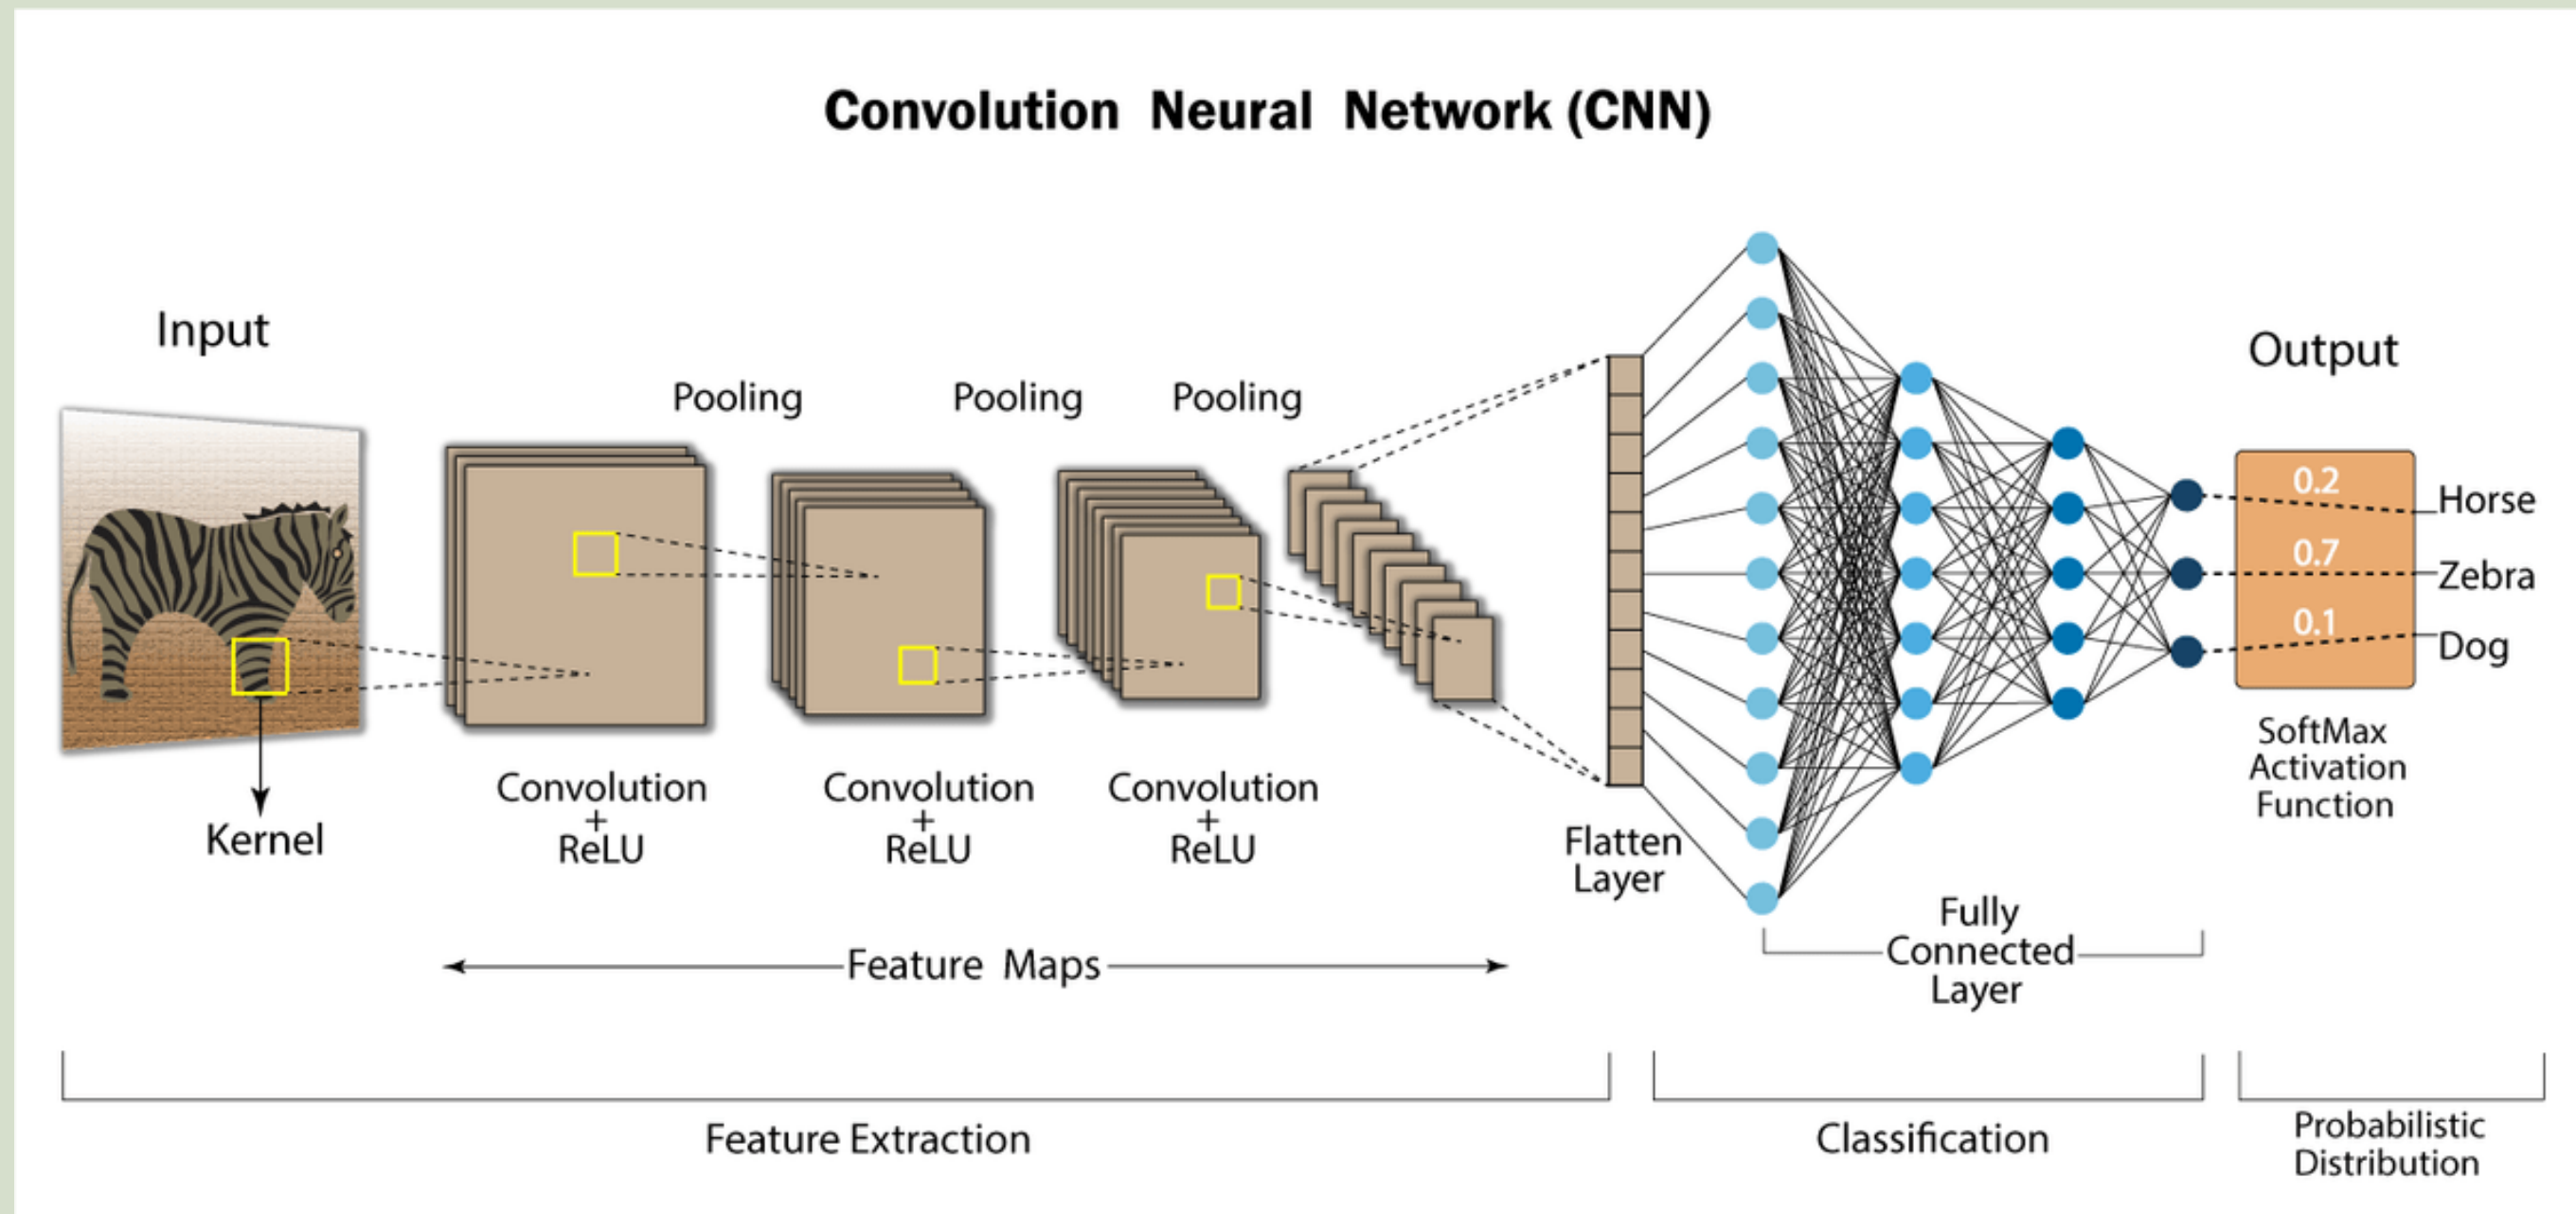 Convolution Neural Network (CNN)
Input
Pooling
Pooling
Pooling
Output
0.2
Horse
0.7
Zebra
0.1
Dog
SoftMax
Activation
Function
Kernel
Convolution
+
ReLU
Convolution
+
ReLU
Convolution
+
ReLU
Flatten
Layer
Fully
Connected
Layer
Feature Maps
Feature Extraction
Classification
Probabilistic
Distribution